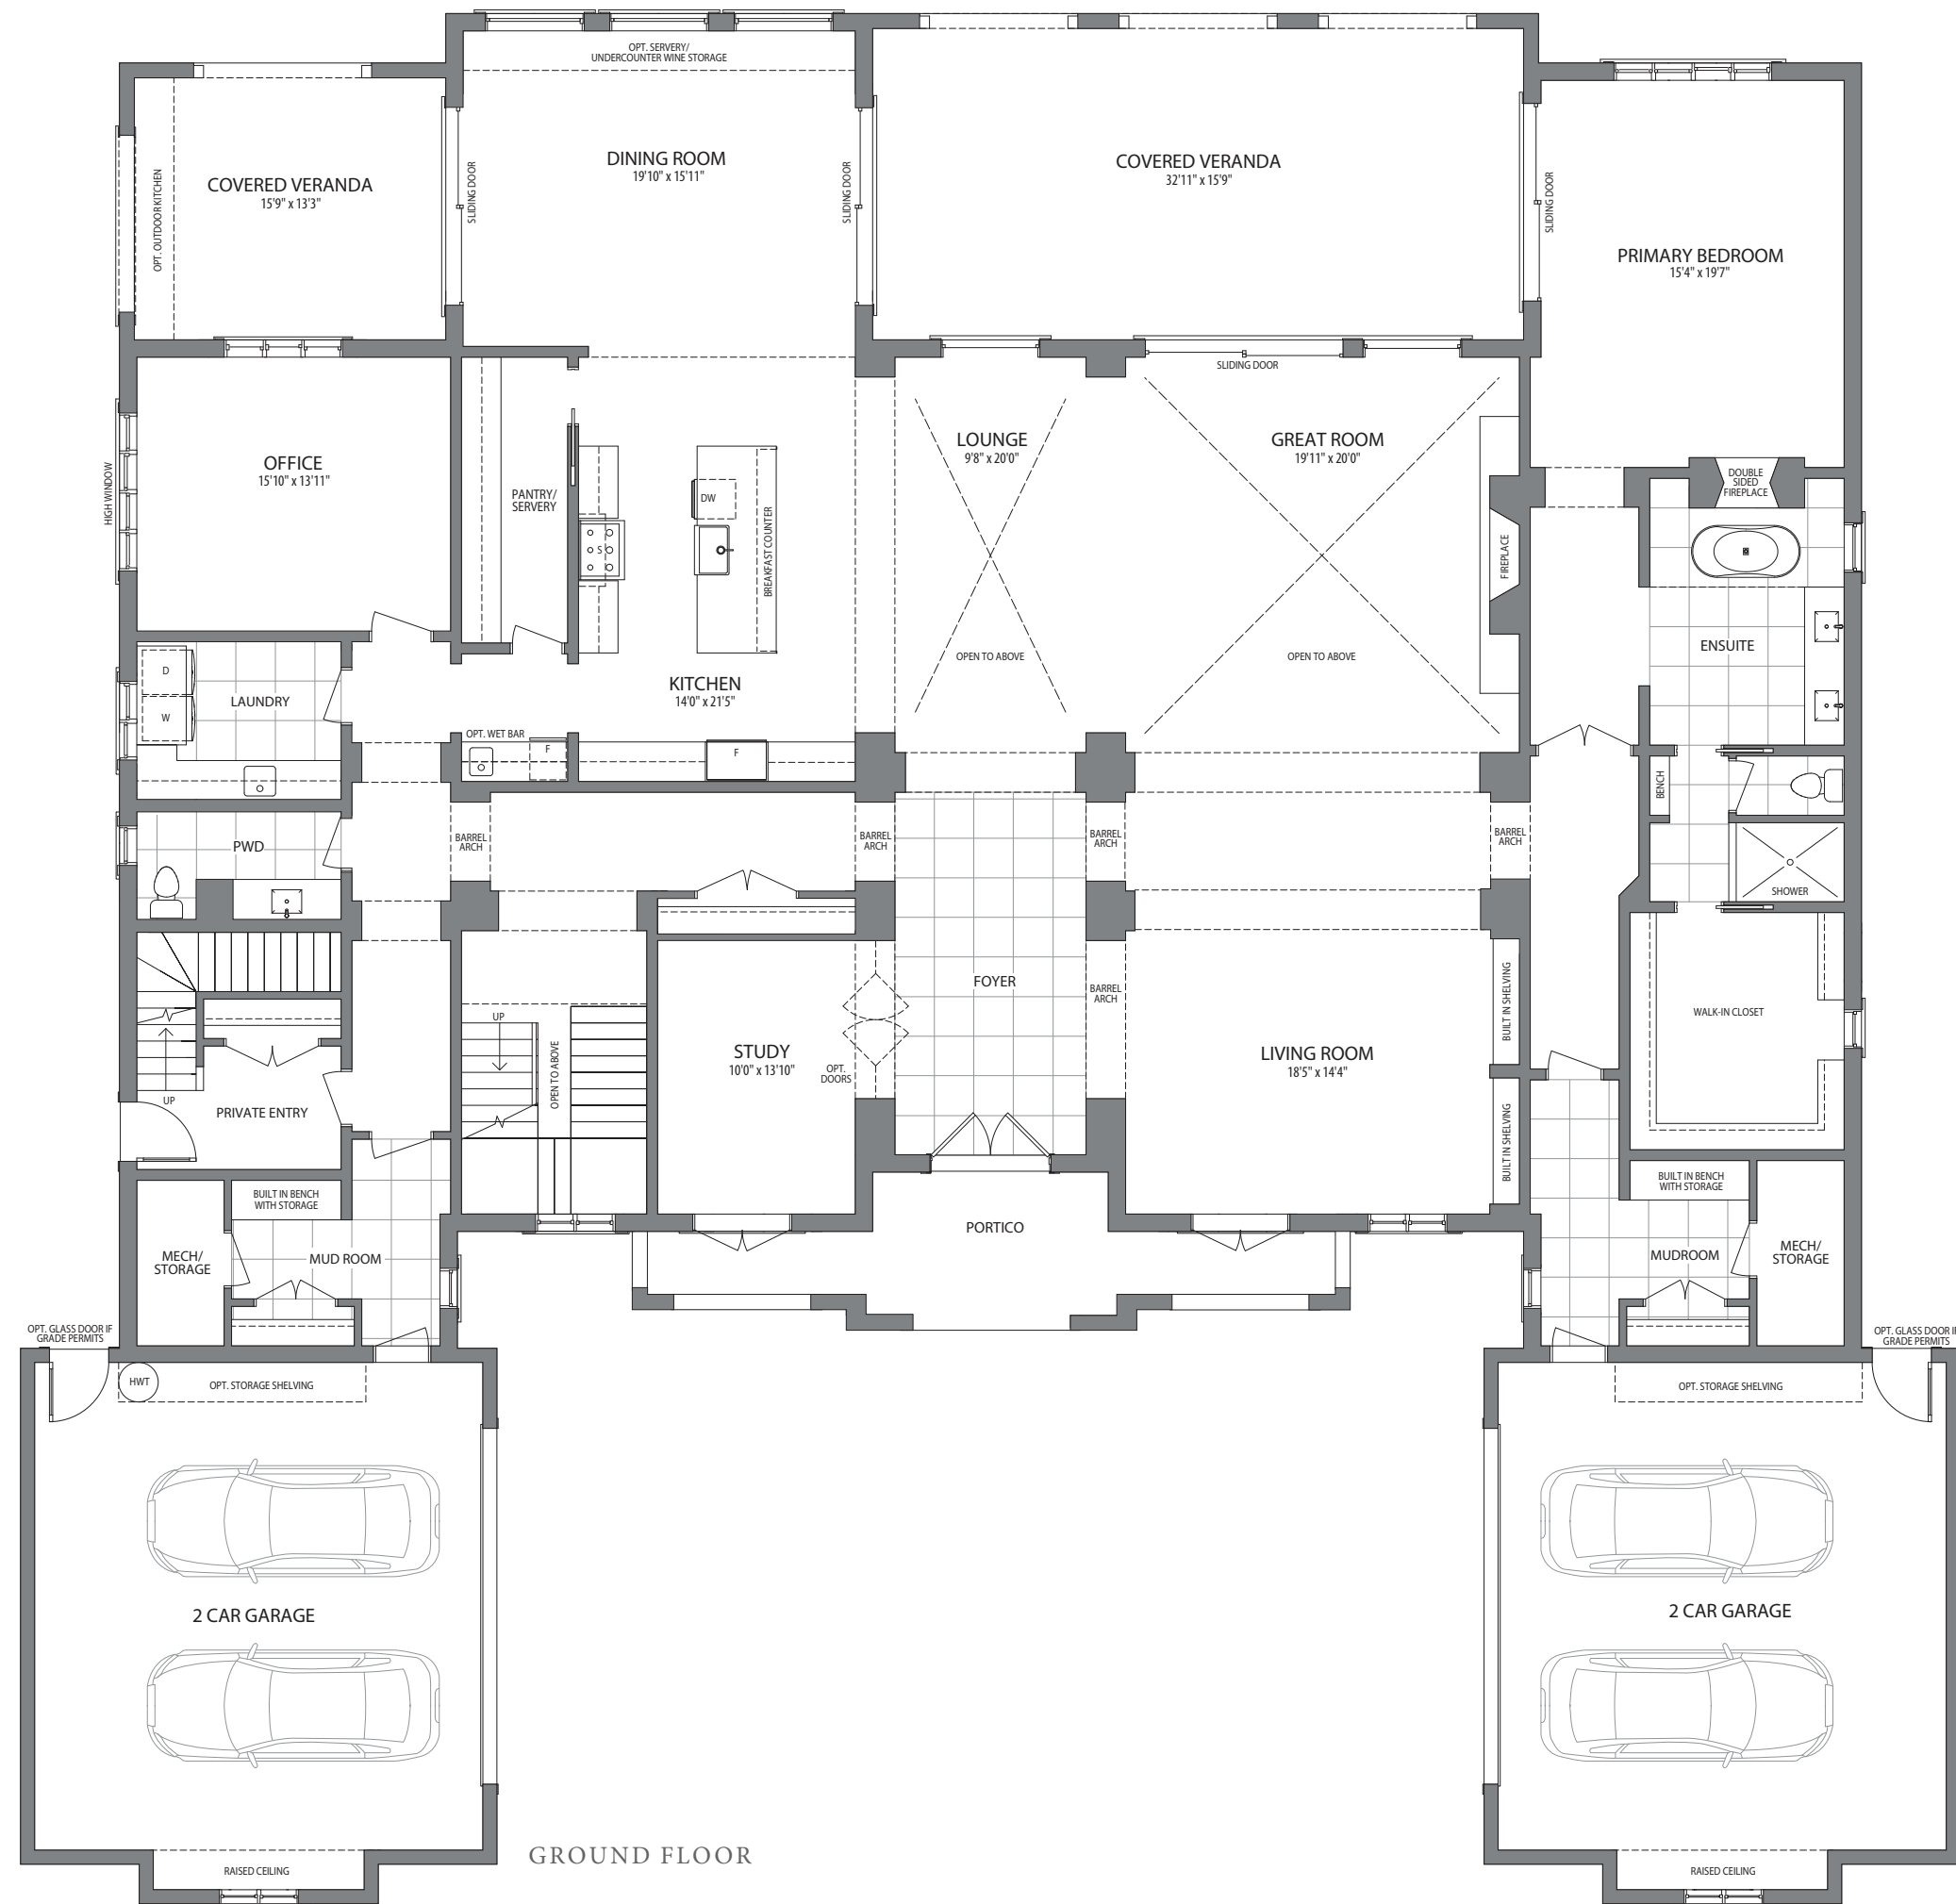 OPT. SERVERY/
UNDERCOUNTER WINE STORAGE
COVERED VERANDA
15'9" x 13'3"
OPT. OUTDOOR KITCHEN
SLIDING DOOR
DINING ROOM
19'10" x 15'11"
SLIDING DOOR
COVERED VERANDA
32'11" x 15'9"
SLIDING DOOR
PRIMARY BEDROOM
15'4" x 19'7"
SLIDING DOOR
HIGH WINDOW
OFFICE
15'10" x 13'11"
PANTRY/
SERVERY
S
DW
BREAKFAST COUNTER
LOUNGE
9'8" x 20'0"
OPEN TO ABOVE
GREAT ROOM
19'11" x 20'0"
OPEN TO ABOVE
FIREPLACE
DOUBLE
SIDED
FIREPLACE
ENSUITE
D
W
LAUNDRY
KITCHEN
14'0" x 21'5"
OPT. WET BAR
F
F
BENCH
SHOWER
PWD
BARREL
ARCH
BARREL
ARCH
BARREL
ARCH
BARREL
ARCH
FOYER
BARREL
ARCH
BUILT IN SHELVING
WALK-IN CLOSET
UP
PRIVATE ENTRY
UP
OPEN TO ABOVE
STUDY
10'0" x 13'10"
OPT.
DOORS
LIVING ROOM
18'5" x 14'4"
BUILT IN SHELVING
BUILT IN BENCH
WITH STORAGE
MECH/
STORAGE
MUD ROOM
PORTICO
BUILT IN BENCH
WITH STORAGE
MUDROOM
MECH/
STORAGE
OPT. GLASS DOOR IF
GRADE PERMITS
HWT
OPT. STORAGE SHELVING
OPT. GLASS DOOR IF
GRADE PERMITS
OPT. STORAGE SHELVING
2 CAR GARAGE
2 CAR GARAGE
GROUND FLOOR
RAISED CEILING
RAISED CEILING